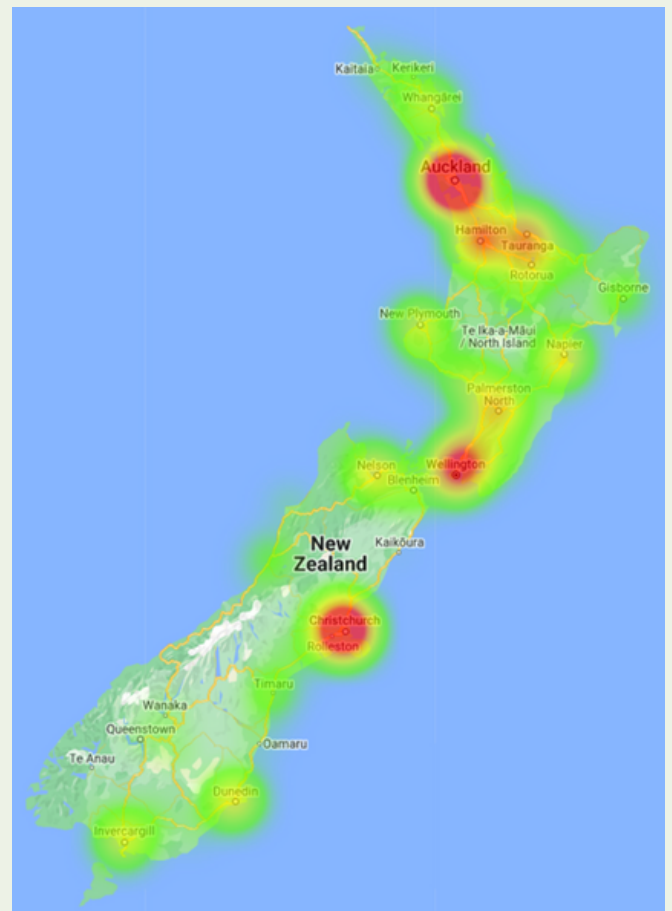 Kaitaia
Kerikeri
Whangārei
Auckland
Hamilton
Tauranga
Rotorua
Gisborne
New Plymouth
Te Ika-a-Māui
/ North Island
Napier
Palmerston
North
Wellington
Nelson
Blenheim
New
Zealand
Kaikōura
Christchurch
Rolleston
Timaru
Wanaka
Queenstown
Oamaru
Te Anau
Dunedin
Invercargill